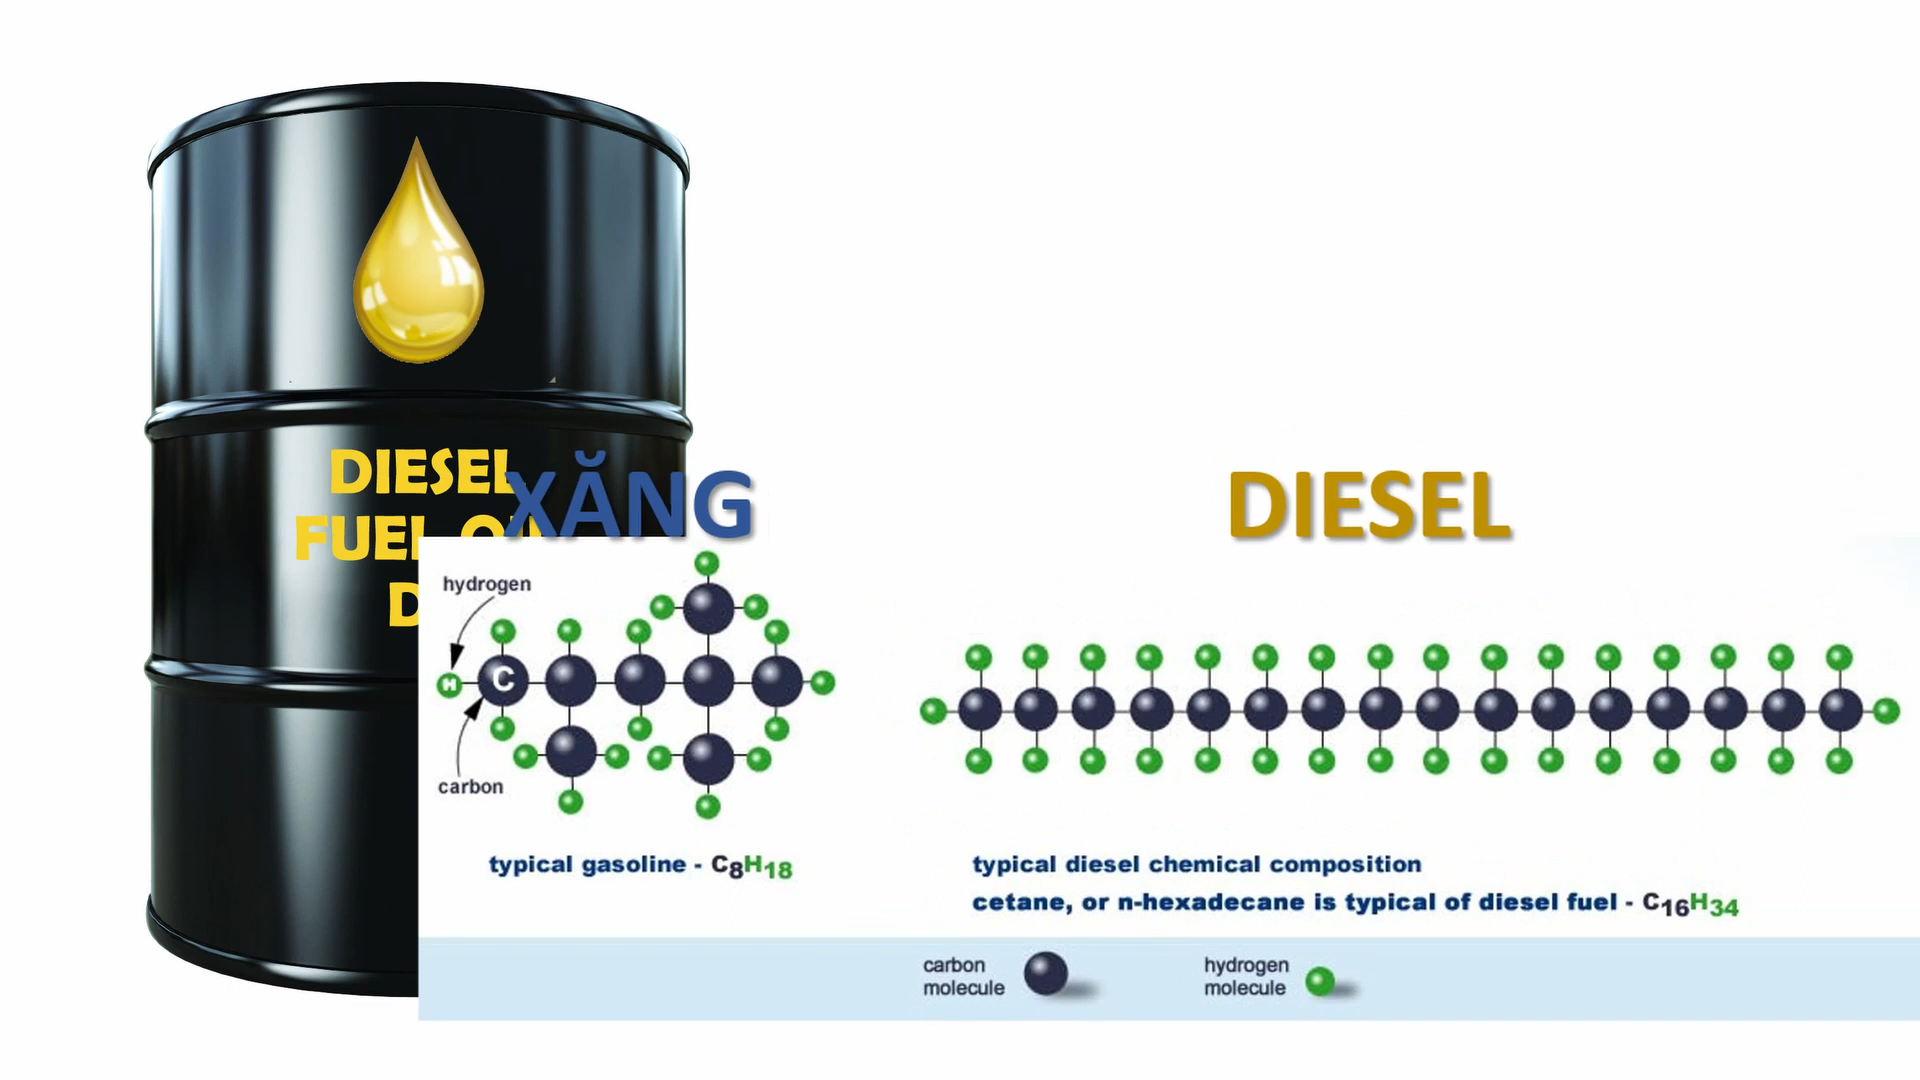 DIESEL
FUEL
D
XĂNG
DIESEL
hydrogen
H
C
carbon
typical gasoline - C₈H₁₈
typical diesel chemical composition
cetane, or n-hexadecane is typical of diesel fuel - C₁₆H₃₄
carbon
molecule
hydrogen
molecule